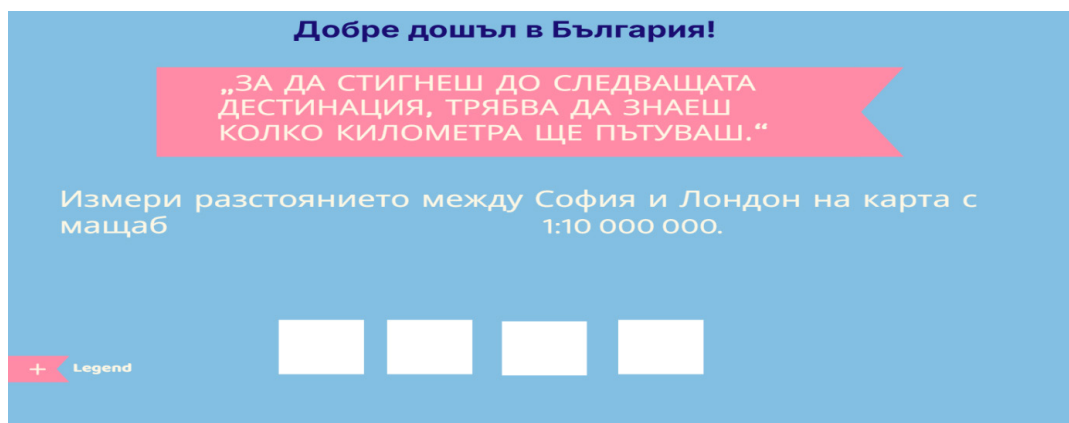 Добре дошъл в България!
„ЗА ДА СТИГНЕШ ДО СЛЕДВАЩАТА
ДЕСТИНАЦИЯ, ТРЯБВА ДА ЗНАЕШ
КОЛКО КИЛОМЕТРА ЩЕ ПЪТУВАШ.“
Измери разстоянието между София и Лондон на карта с
мащаб 1:10 000 000.
+ Legend